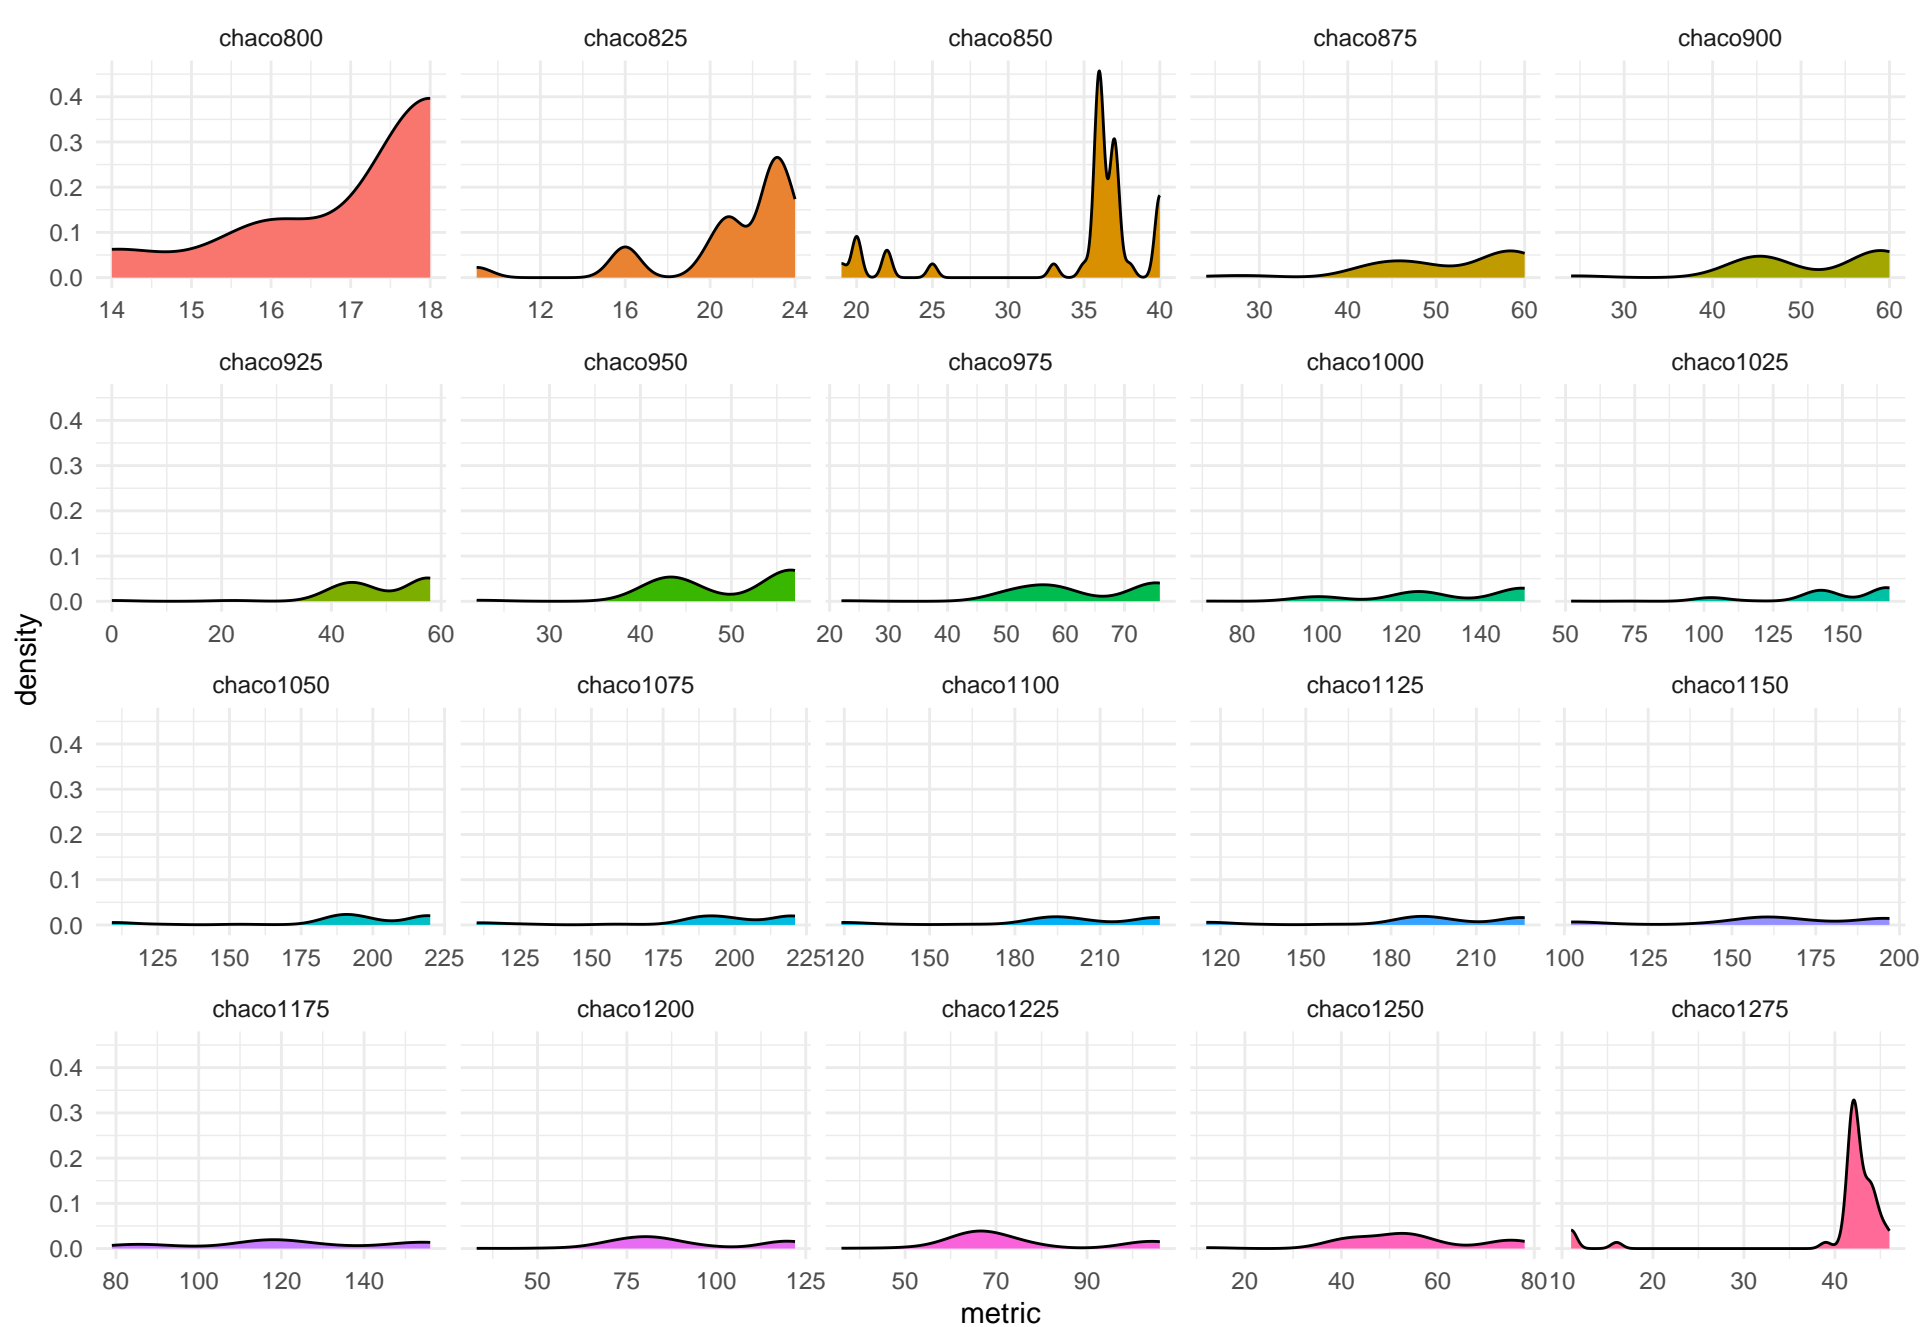 chaco800 chaco825 chaco850 chaco875 chaco900
0.4
0.3
0.2
0.1
0.0
14 15 16 17 18 12 16 20 24 20 25 30 35 40 30 40 50 60 30 40 50 60
chaco925 chaco950 chaco975 chaco1000 chaco1025
0.4
0.3
0.2
0.1
0.0
0 20 40 60 30 40 50 20 30 40 50 60 70 80 100 120 140 50 75 100 125 150
density
chaco1050 chaco1075 chaco1100 chaco1125 chaco1150
0.4
0.3
0.2
0.1
0.0
125 150 175 200 225 125 150 175 200 225 120 150 180 210 120 150 180 210 100 125 150 175 200
chaco1175 chaco1200 chaco1225 chaco1250 chaco1275
0.4
0.3
0.2
0.1
0.0
80 100 120 140 50 75 100 125 50 70 90 20 40 60 80 10 20 30 40
metric